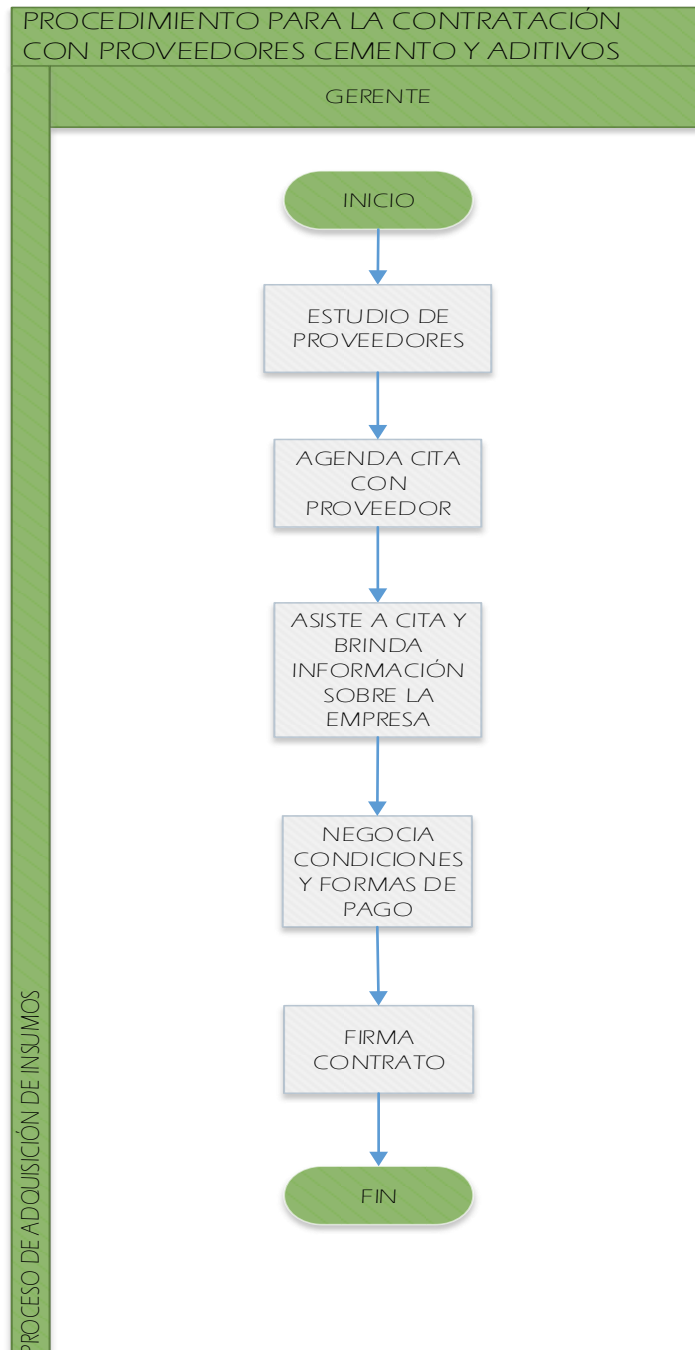 PROCEDIMIENTO PARA LA CONTRATACIÓN
CON PROVEEDORES CEMENTO Y ADITIVOS
GERENTE
INICIO
ESTUDIO DE
PROVEEDORES
AGENDA CITA
CON
PROVEEDOR
ASISTE A CITA Y
BRINDA
INFORMACIÓN
SOBRE LA
EMPRESA
NEGOCIA
CONDICIONES
Y FORMAS DE
PAGO
FIRMA
CONTRATO
FIN
PROCESO DE ADQUISICIÓN DE INSUMOS